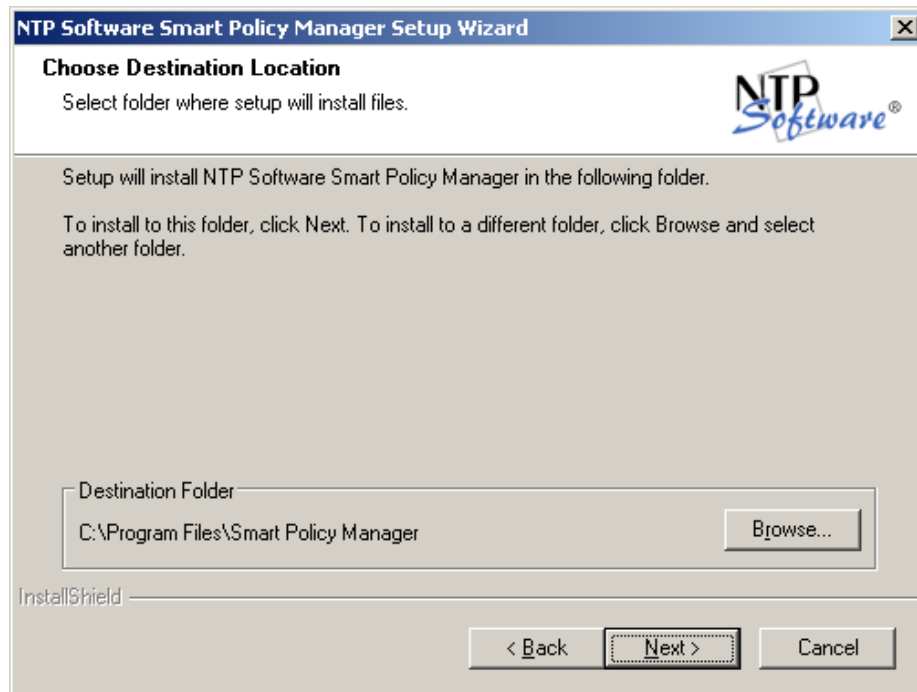 NTP Software Smart Policy Manager Setup Wizard
Choose Destination Location
Select folder where setup will install files.
NTP
Software®
Setup will install NTP Software Smart Policy Manager in the following folder.
To install to this folder, click Next. To install to a different folder, click Browse and select
another folder.
Destination Folder
C:\Program Files\Smart Policy Manager
Browse...
InstallShield
< Back
Next >
Cancel